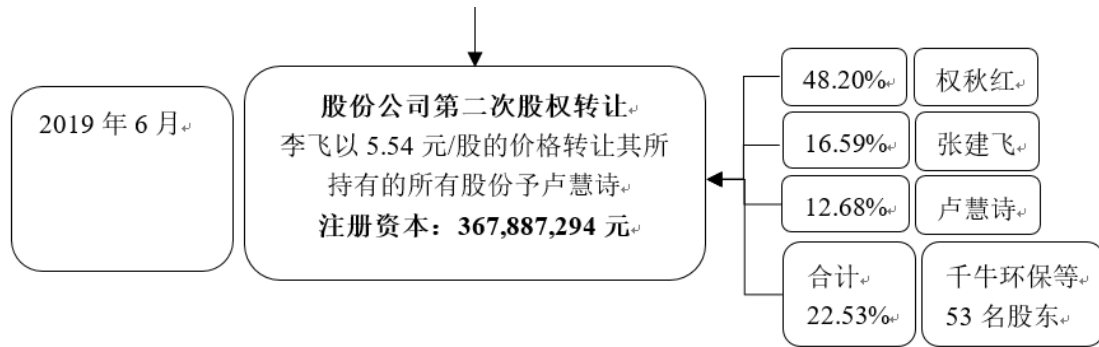 2019 年 6 月
股份公司第二次股权转让
李飞以 5.54 元/股的价格转让其所
持有的所有股份予卢慧诗
注册资本：367,887,294 元
48.20%
权秋红
16.59%
张建飞
12.68%
卢慧诗
合计
22.53%
千牛环保等
53 名股东